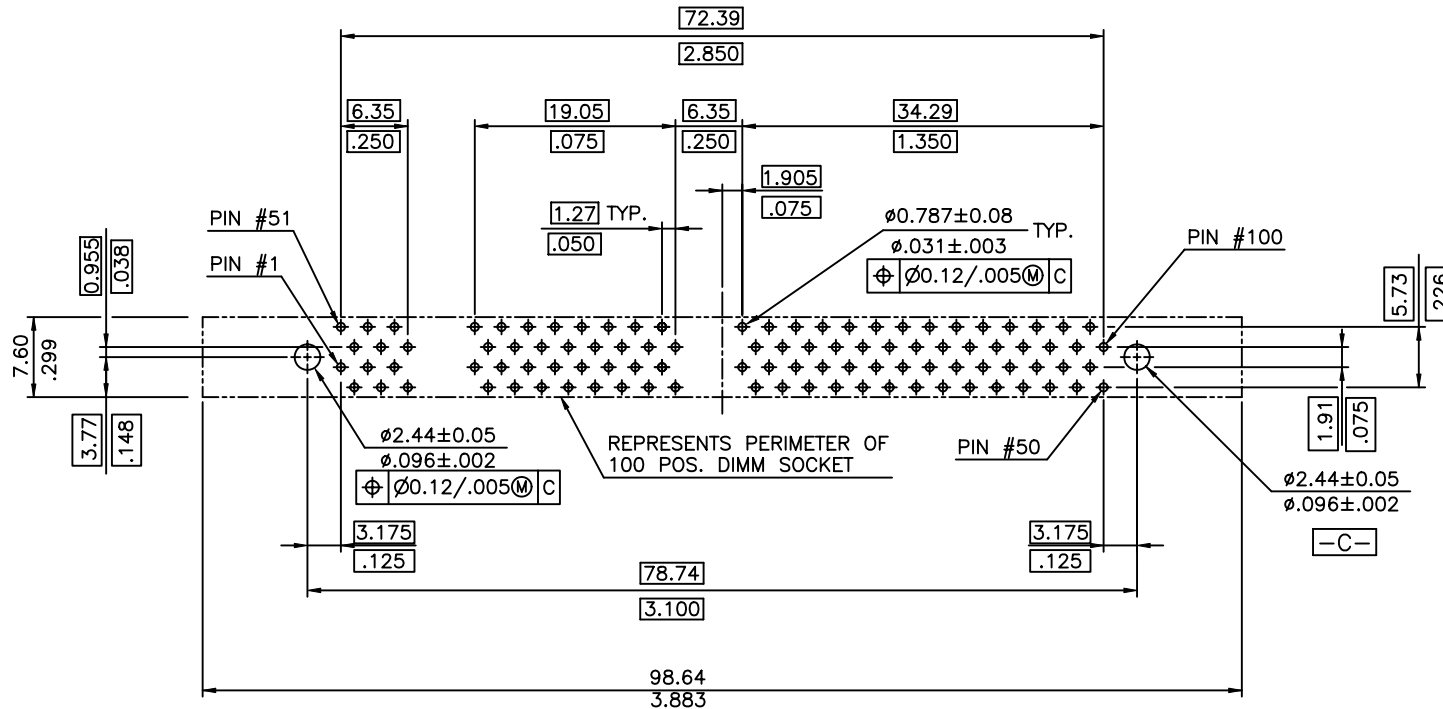 72.39
2.850
6.35
.250
19.05
.075
6.35
.250
34.29
1.350
1.905
.075
1.27 TYP.
.050
PIN #51
PIN #1
ø0.787±0.08
ø.031±.003
TYP.
⌖ Ø0.12/.005Ⓜ C
PIN #100
0.955
.038
7.60
.299
3.77
.148
5.73
.226
1.91
.075
ø2.44±0.05
ø.096±.002
⌖ Ø0.12/.005Ⓜ C
REPRESENTS PERIMETER OF
100 POS. DIMM SOCKET
PIN #50
ø2.44±0.05
ø.096±.002
-C-
3.175
.125
3.175
.125
78.74
3.100
98.64
3.883